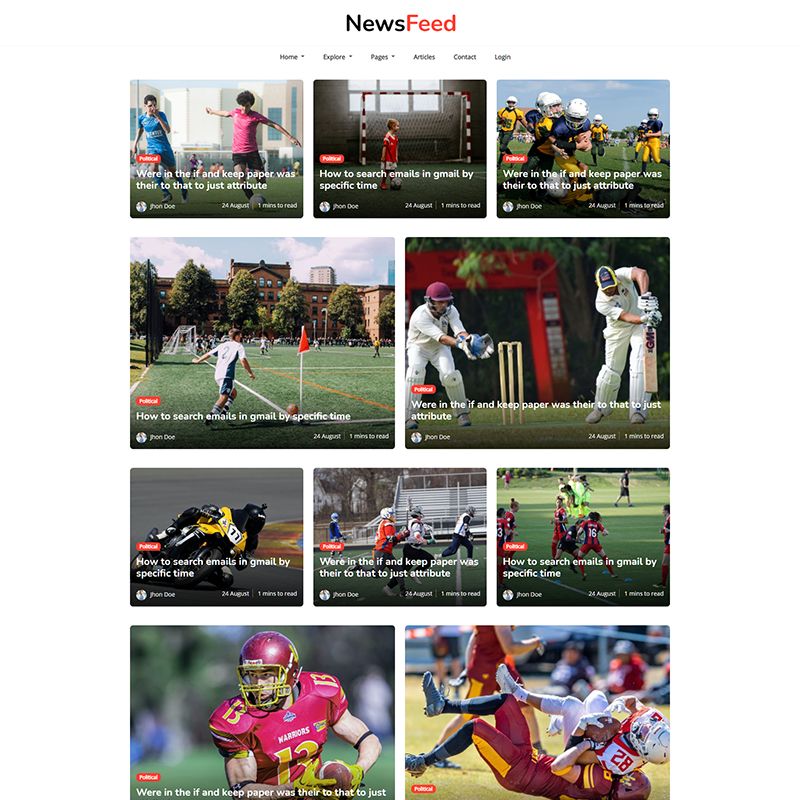 NewsFeed
Home Explore Pages Articles Contact Login
Political
Were in the if and keep paper was
their to that to just attribute
Jhon Doe 24 August 1 mins to read
Political
How to search emails in gmail by
specific time
Jhon Doe 24 August 1 mins to read
Political
Were in the if and keep paper was
their to that to just attribute
Jhon Doe 24 August 1 mins to read
Political
How to search emails in gmail by specific time
Jhon Doe 24 August 1 mins to read
Political
Were in the if and keep paper was their to that to just
attribute
Jhon Doe 24 August 1 mins to read
Political
How to search emails in gmail by
specific time
Jhon Doe 24 August 1 mins to read
Political
Were in the if and keep paper was
their to that to just attribute
Jhon Doe 24 August 1 mins to read
16
Political
How to search emails in gmail by
specific time
Jhon Doe 24 August 1 mins to read
13
13
WARRIORS
13
Political
Were in the if and keep paper was their to that to just
28
Political